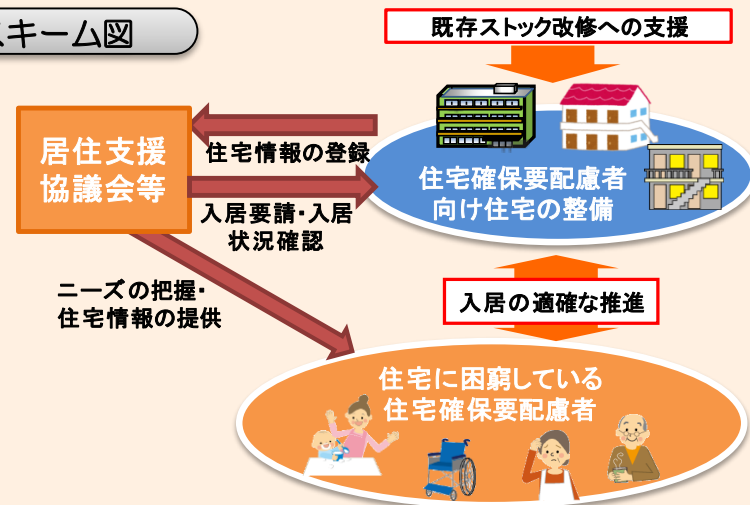 スキーム図
既存ストック改修への支援
居住支援
協議会等
住宅情報の登録
住宅確保要配慮者
向け住宅の整備
入居要請・入居
状況確認
ニーズの把握・
住宅情報の提供
入居の適確な推進
住宅に困窮している
住宅確保要配慮者